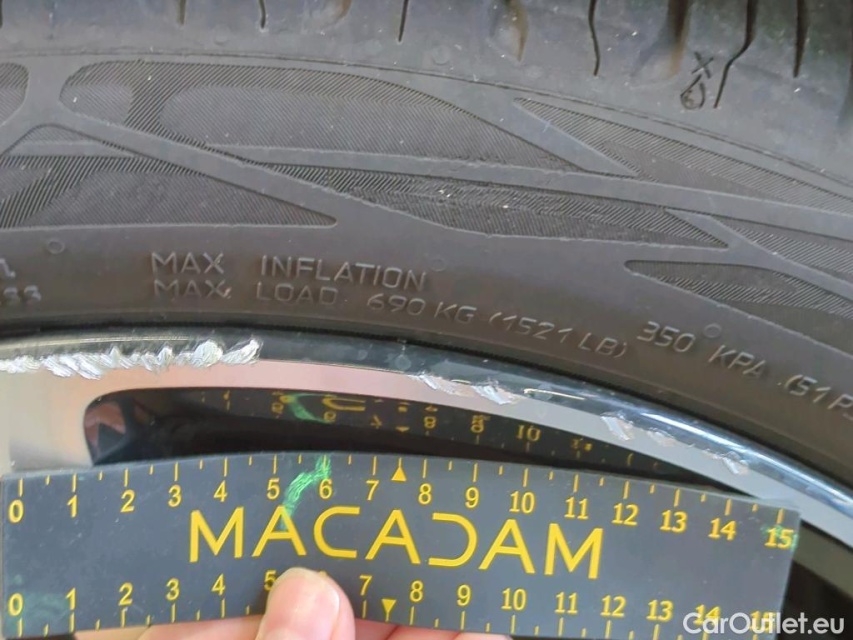 MAX INFLATION 350 KPA (51 P
MAX. LOAD 690 KG (1521 LB)
0 1 2 3 4 5 6 7 8 9 10 11 12 13 14 15
MACADAM
0 1 2 3 4 5 7 8 9 10 11 12 13 14 15
CarOutlet.eu